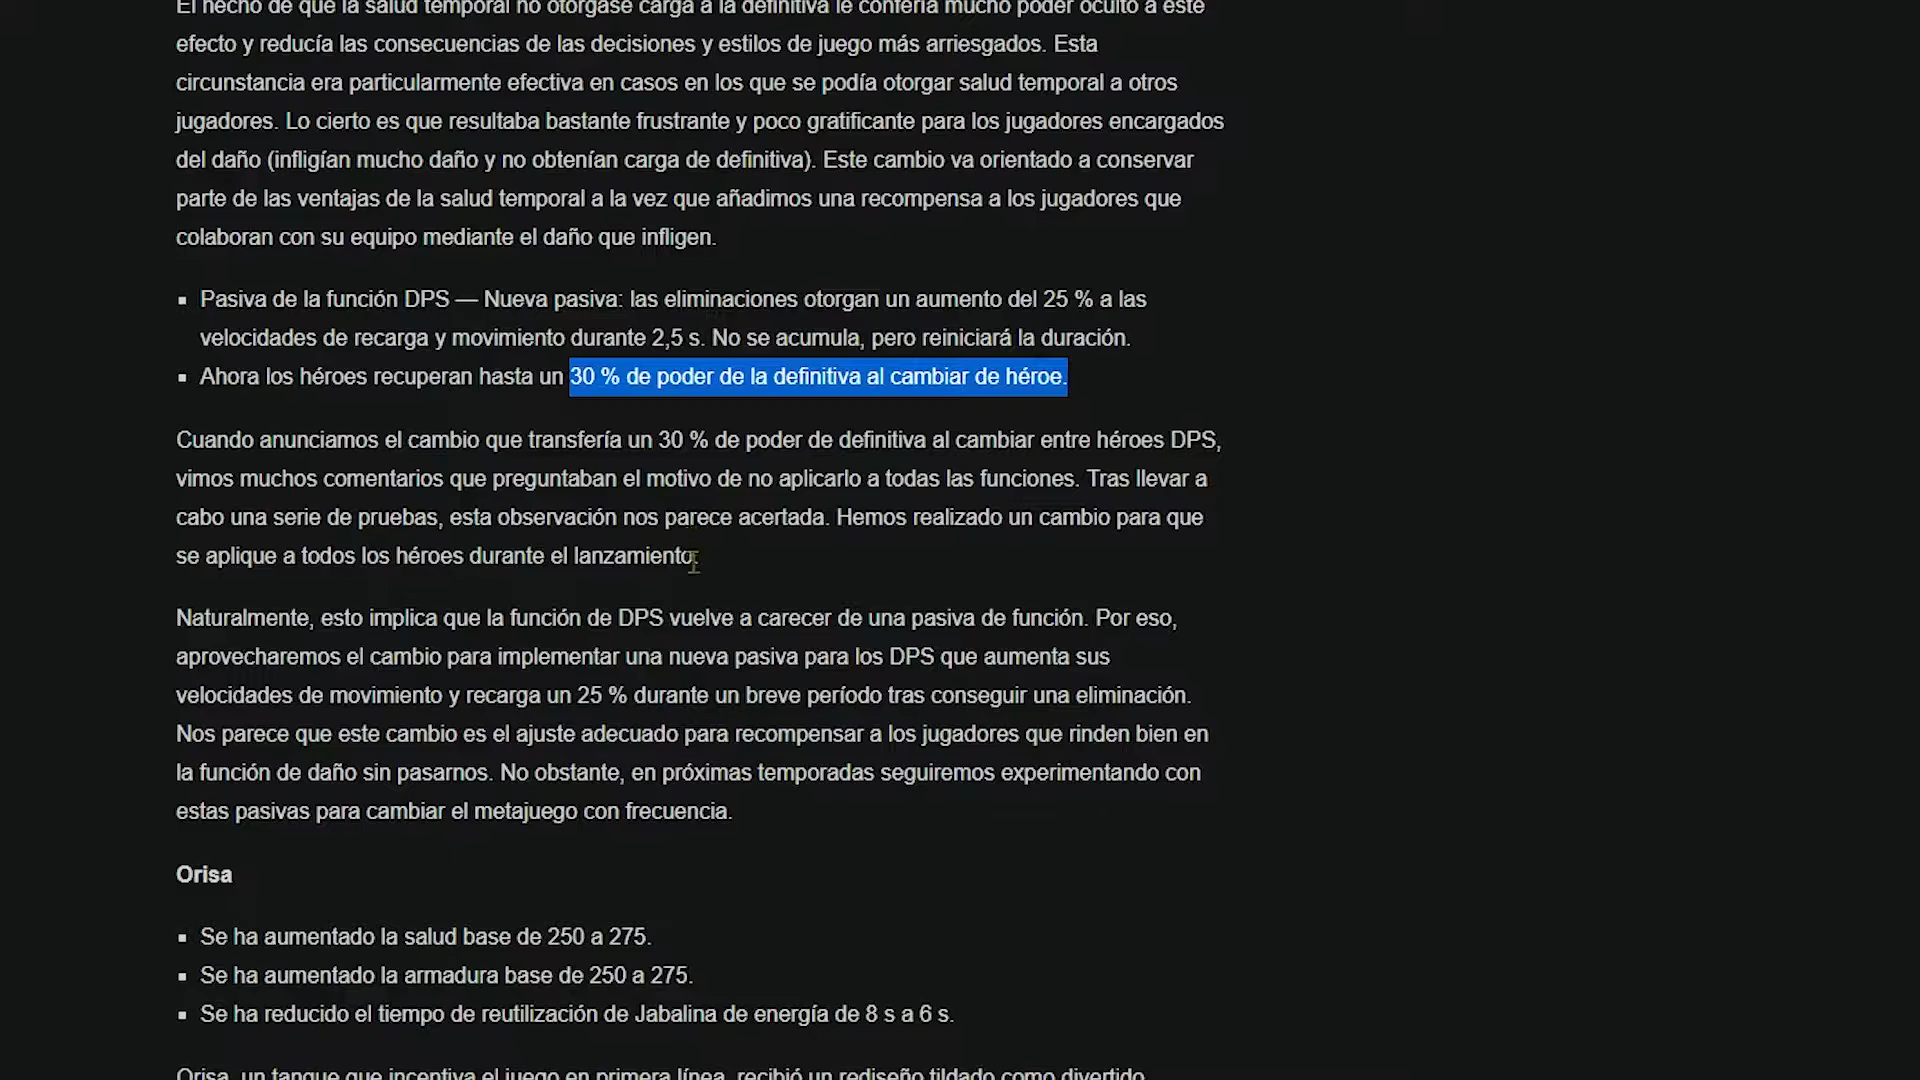 El hecho de que la salud temporal no otorgase carga a la definitiva le confería mucho poder oculto a este
efecto y reducía las consecuencias de las decisiones y estilos de juego más arriesgados. Esta
circunstancia era particularmente efectiva en casos en los que se podía otorgar salud temporal a otros
jugadores. Lo cierto es que resultaba bastante frustrante y poco gratificante para los jugadores encargados
del daño (infligían mucho daño y no obtenían carga de definitiva). Este cambio va orientado a conservar
parte de las ventajas de la salud temporal a la vez que añadimos una recompensa a los jugadores que
colaboran con su equipo mediante el daño que infligen.
▪ Pasiva de la función DPS — Nueva pasiva: las eliminaciones otorgan un aumento del 25 % a las
velocidades de recarga y movimiento durante 2,5 s. No se acumula, pero reiniciará la duración.
▪ Ahora los héroes recuperan hasta un 30 % de poder de la definitiva al cambiar de héroe.
Cuando anunciamos el cambio que transfería un 30 % de poder de definitiva al cambiar entre héroes DPS,
vimos muchos comentarios que preguntaban el motivo de no aplicarlo a todas las funciones. Tras llevar a
cabo una serie de pruebas, esta observación nos parece acertada. Hemos realizado un cambio para que
se aplique a todos los héroes durante el lanzamiento.
Naturalmente, esto implica que la función de DPS vuelve a carecer de una pasiva de función. Por eso,
aprovecharemos el cambio para implementar una nueva pasiva para los DPS que aumenta sus
velocidades de movimiento y recarga un 25 % durante un breve período tras conseguir una eliminación.
Nos parece que este cambio es el ajuste adecuado para recompensar a los jugadores que rinden bien en
la función de daño sin pasarnos. No obstante, en próximas temporadas seguiremos experimentando con
estas pasivas para cambiar el metajuego con frecuencia.
Orisa
▪ Se ha aumentado la salud base de 250 a 275.
▪ Se ha aumentado la armadura base de 250 a 275.
▪ Se ha reducido el tiempo de reutilización de Jabalina de energía de 8 s a 6 s.
Orisa, un tanque que incentiva el juego en primera línea, recibió un rediseño tildado como divertido